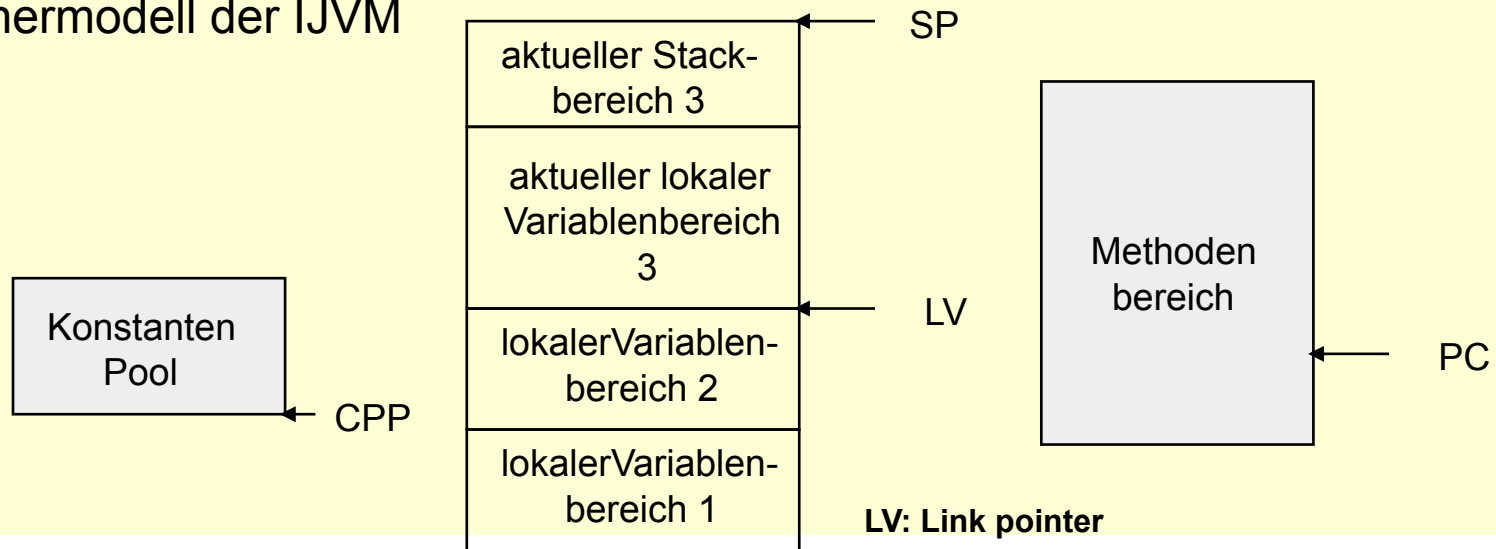 nermodell der IJVM
SP
aktueller Stack-
bereich 3
aktueller lokaler
Variablenbereich
3
Methoden
bereich
LV
PC
Konstanten
Pool
CPP
lokalerVariablen-
bereich 2
lokalerVariablen-
bereich 1
LV: Link pointer